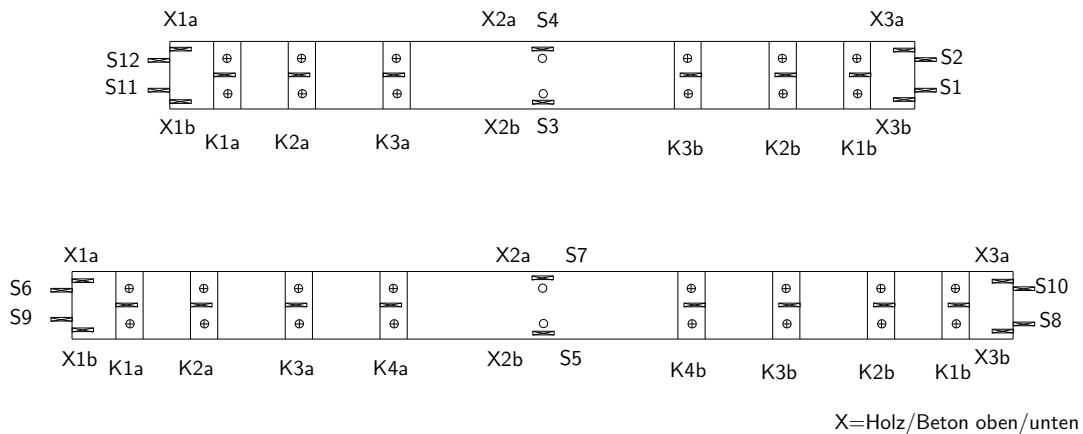 X1a X2a S4 X3a
S12 S2
S11 S1
X1b X2b S3 X3b
K1a K2a K3a K3b K2b K1b
X1a X2a S7 X3a
S6 S10
S9 S8
X1b X2b S5 X3b
K1a K2a K3a K4a K4b K3b K2b K1b
X=Holz/Beton oben/unten